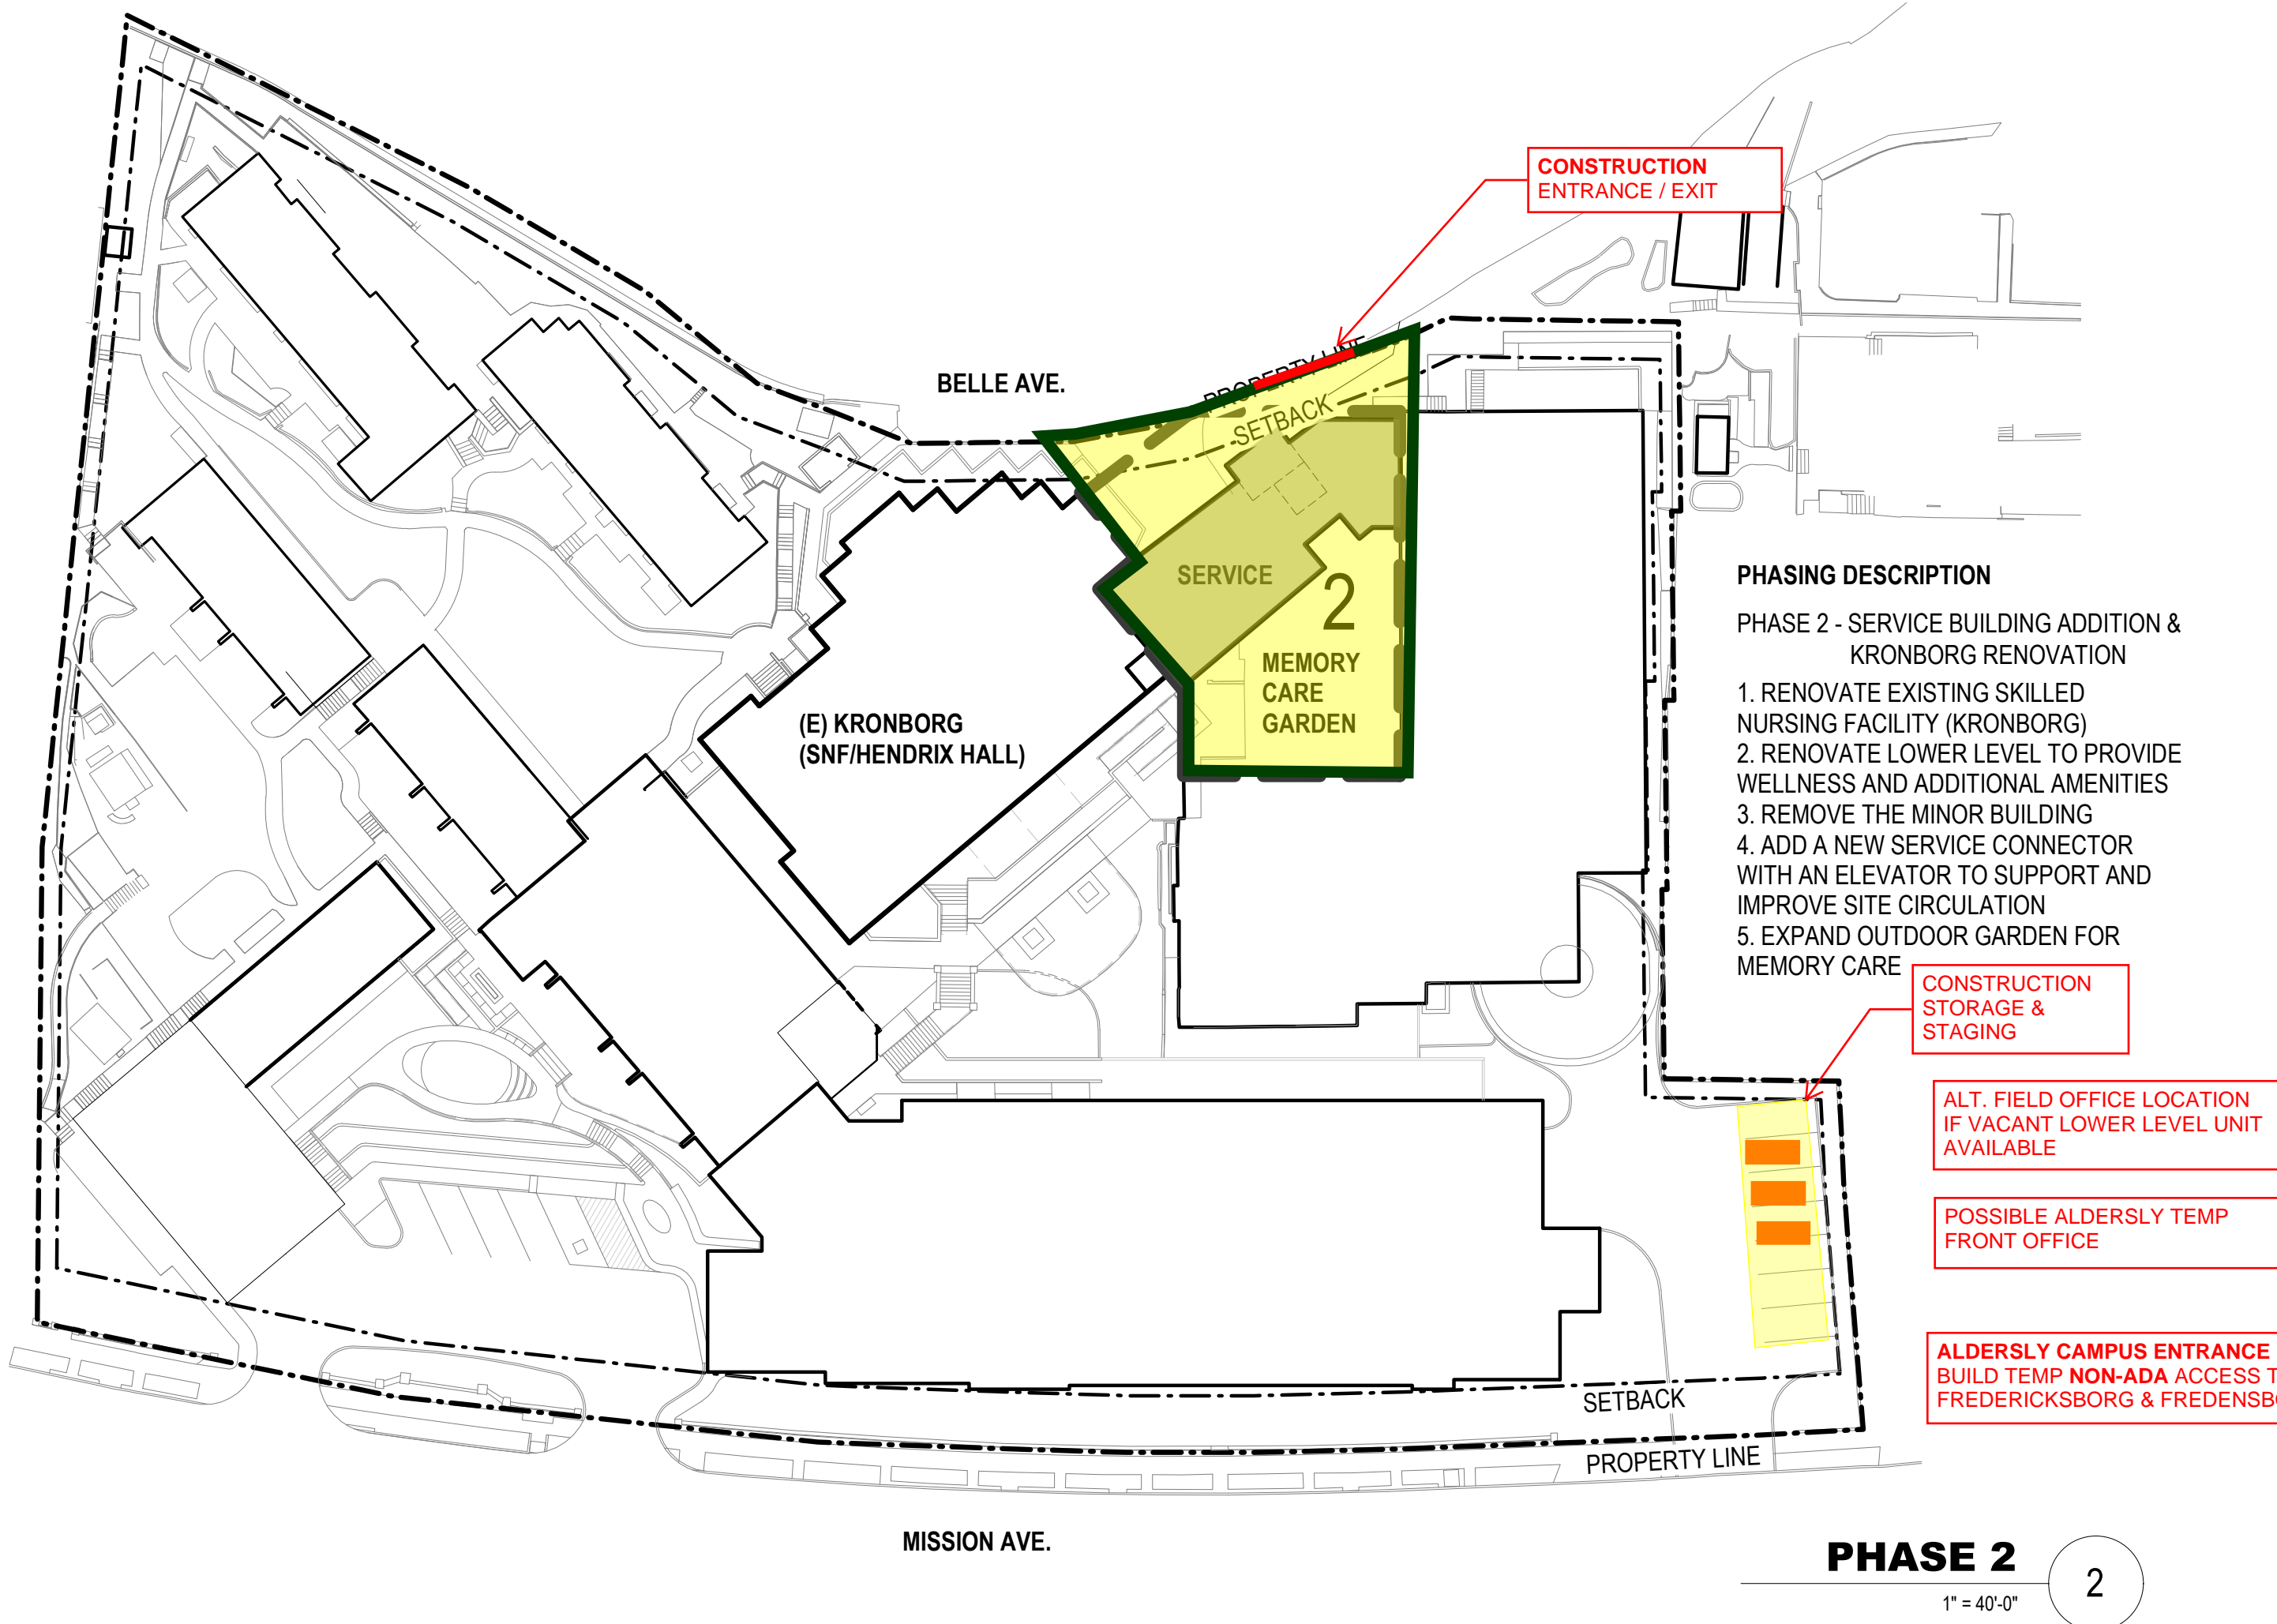 CONSTRUCTION
ENTRANCE / EXIT
BELLE AVE.
PROPERTY LINE
SETBACK
SERVICE
2
MEMORY
CARE
GARDEN
(E) KRONBORG
(SNF/HENDRIX HALL)
PHASING DESCRIPTION
PHASE 2 - SERVICE BUILDING ADDITION &
KRONBORG RENOVATION
1. RENOVATE EXISTING SKILLED
NURSING FACILITY (KRONBORG)
2. RENOVATE LOWER LEVEL TO PROVIDE
WELLNESS AND ADDITIONAL AMENITIES
3. REMOVE THE MINOR BUILDING
4. ADD A NEW SERVICE CONNECTOR
WITH AN ELEVATOR TO SUPPORT AND
IMPROVE SITE CIRCULATION
5. EXPAND OUTDOOR GARDEN FOR
MEMORY CARE
CONSTRUCTION
STORAGE &
STAGING
ALT. FIELD OFFICE LOCATION
IF VACANT LOWER LEVEL UNIT
AVAILABLE
POSSIBLE ALDERSLY TEMP
FRONT OFFICE
ALDERSLY CAMPUS ENTRANCE
BUILD TEMP NON-ADA ACCESS
FREDERICKSBORG &
SETBACK
PROPERTY LINE
MISSION AVE.
PHASE 2
2
1" = 40'-0"